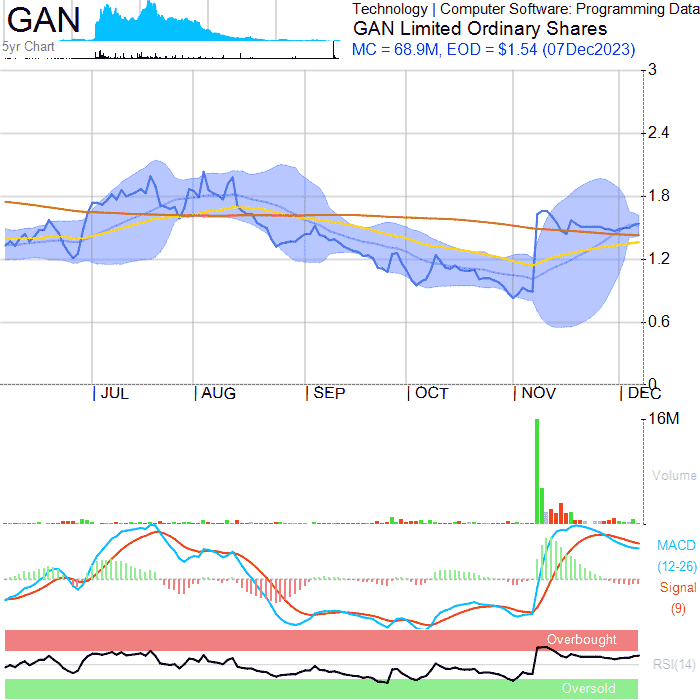 GAN
5yr Chart
Technology | Computer Software: Programming Data
GAN Limited Ordinary Shares
MC = 68.9M, EOD = $1.54 (07Dec2023)
3
2.4
1.8
1.2
0.6
0
JUL AUG SEP OCT NOV DEC
16M
Volume
MACD
(12-26)
Signal
(9)
Overbought
RSI(14)
Oversold